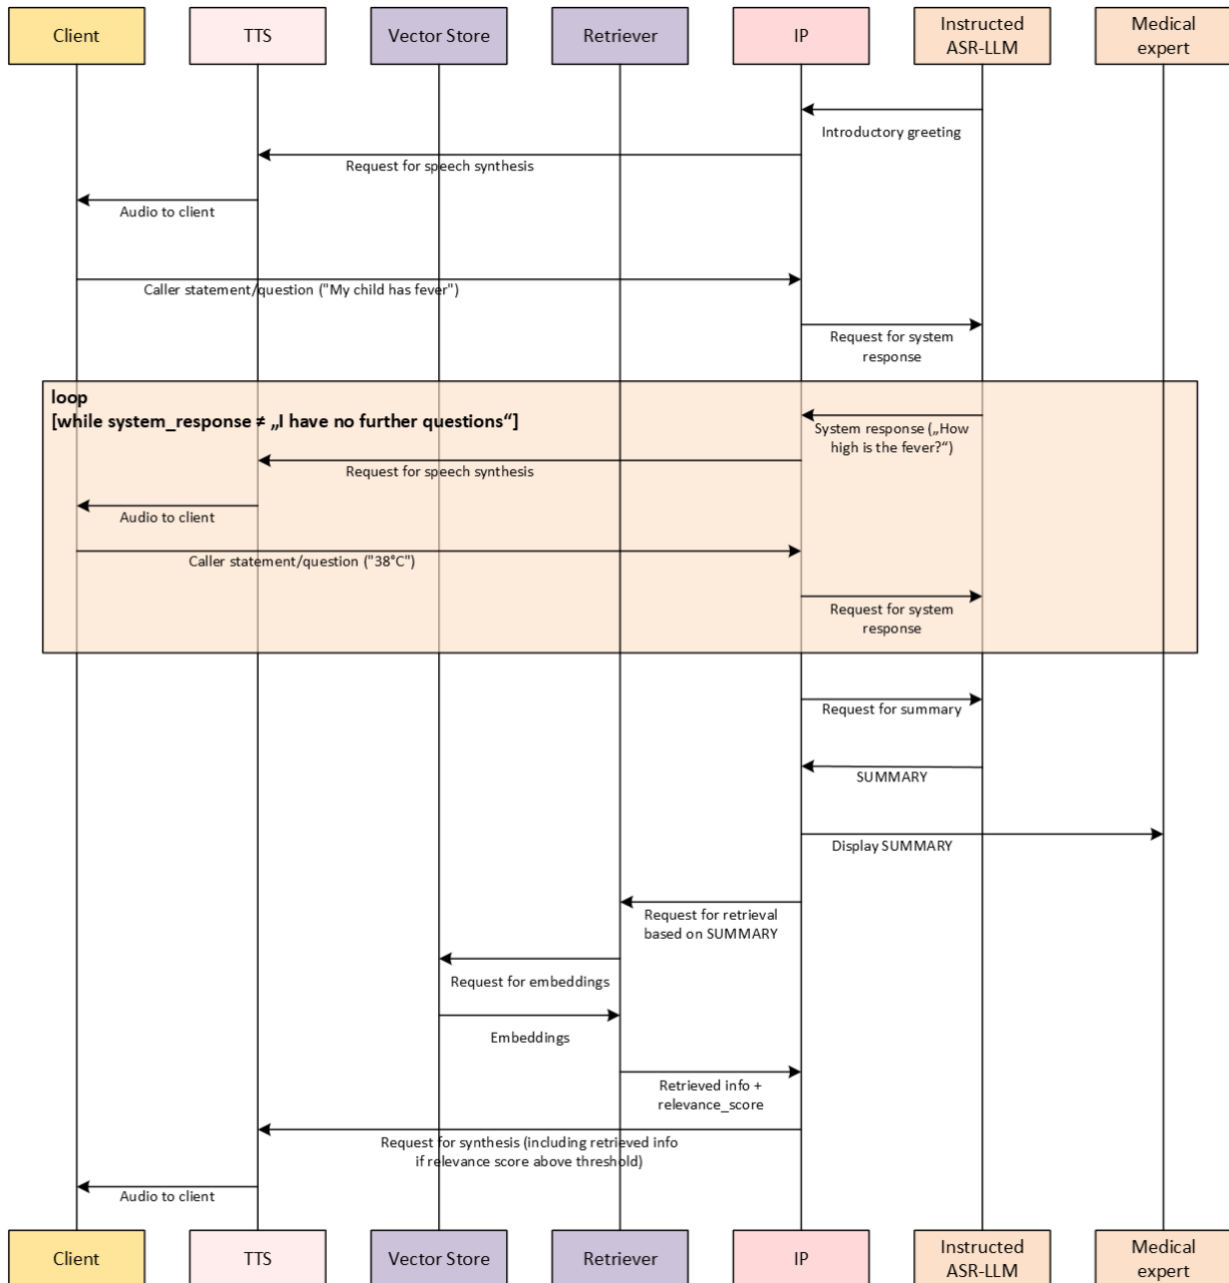 Client
TTS
Vector Store
Retriever
IP
Instructed
ASR-LLM
Medical
expert
Introductory greeting
Request for speech synthesis
Audio to client
Caller statement/question ("My child has fever")
Request for system
response
loop
[while system_response ≠ „I have no further questions“]
System response („How
high is the fever?“)
Request for speech synthesis
Audio to client
Caller statement/question ("38°C")
Request for system
response
Request for summary
SUMMARY
Display SUMMARY
Request for retrieval
based on SUMMARY
Request for embeddings
Embeddings
Retrieved info +
relevance_score
Request for synthesis (including retrieved info
if relevance score above threshold)
Audio to client
Client
TTS
Vector Store
Retriever
IP
Instructed
ASR-LLM
Medical
expert